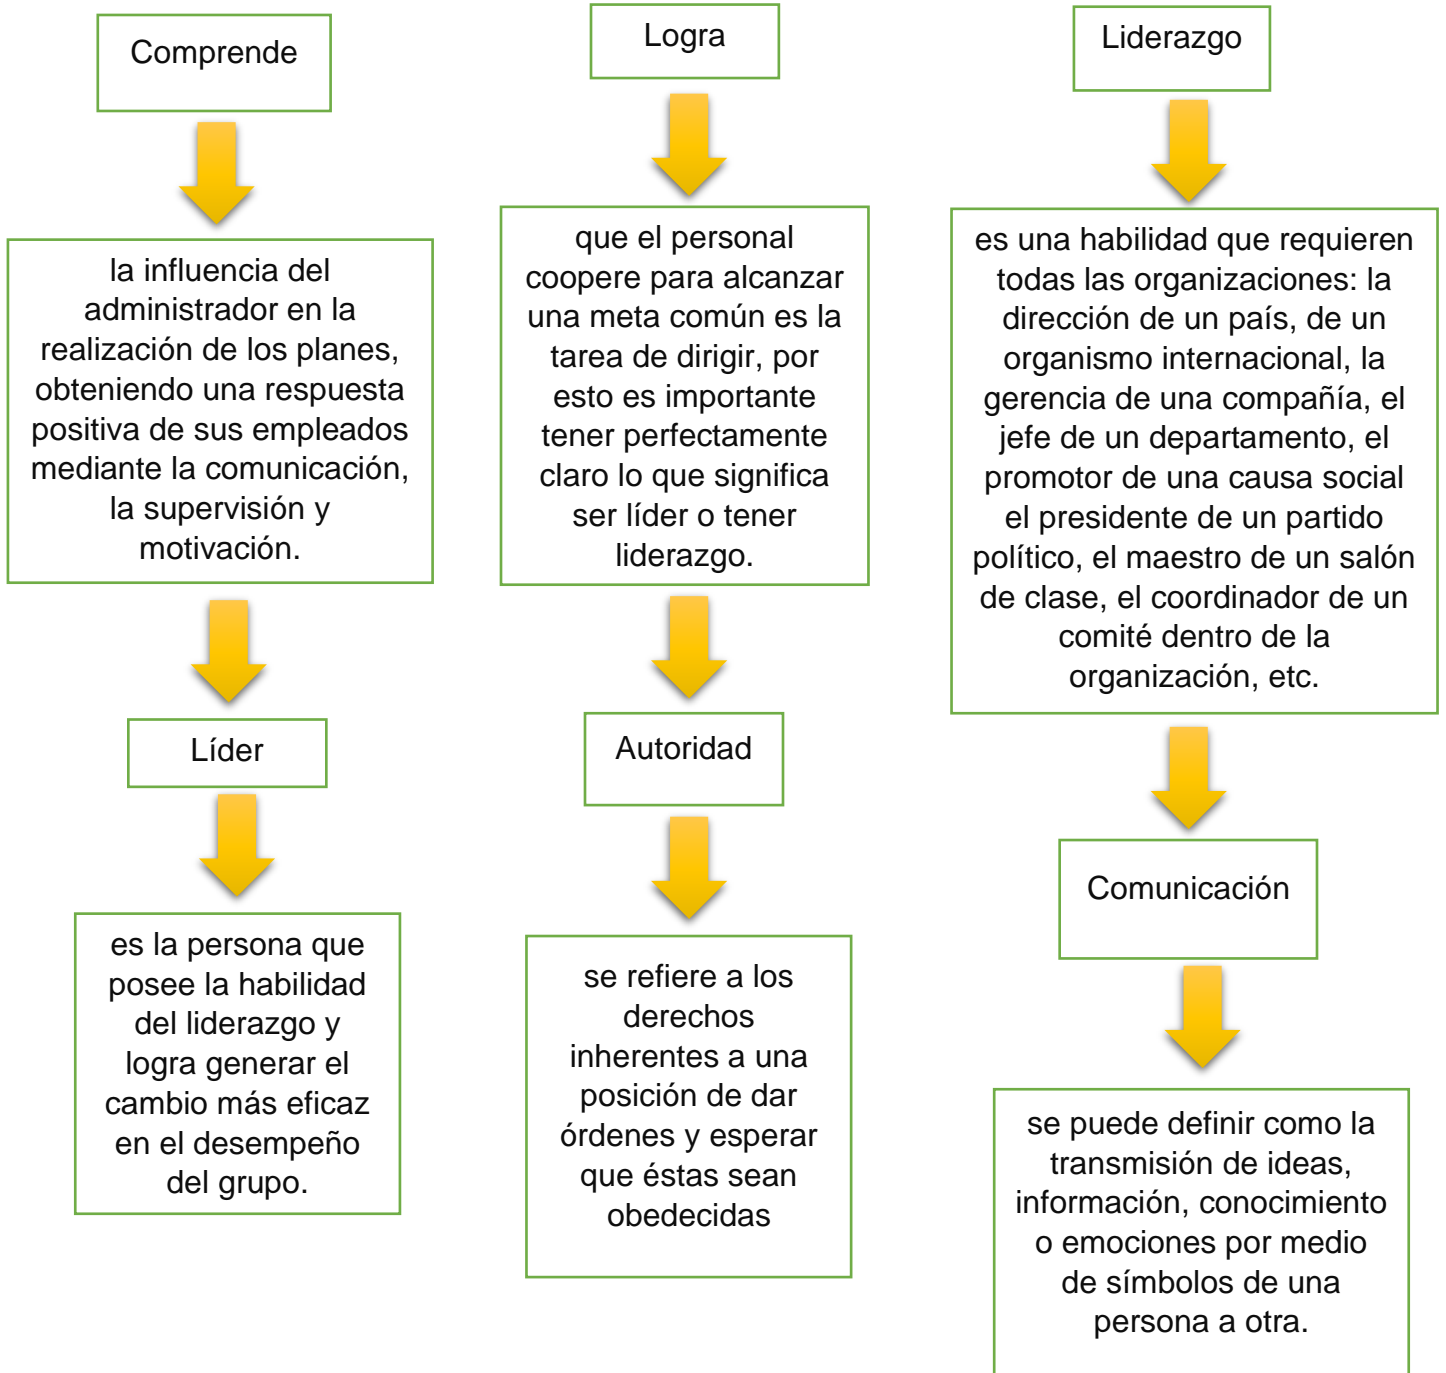 Comprende
la influencia del
administrador en la
realización de los planes,
obteniendo una respuesta
positiva de sus empleados
mediante la comunicación,
la supervisión y
motivación.
Líder
es la persona que
posee la habilidad
del liderazgo y
logra generar el
cambio más eficaz
en el desempeño
del grupo.
Logra
que el personal
coopere para alcanzar
una meta común es la
tarea de dirigir, por
esto es importante
tener perfectamente
claro lo que significa
ser líder o tener
liderazgo.
Autoridad
se refiere a los
derechos
inherentes a una
posición de dar
órdenes y esperar
que éstas sean
obedecidas
Liderazgo
es una habilidad que requieren
todas las organizaciones: la
dirección de un país, de un
organismo internacional, la
gerencia de una compañía, el
jefe de un departamento, el
promotor de una causa social
el presidente de un partido
político, el maestro de un salón
de clase, el coordinador de un
comité dentro de la
organización, etc.
Comunicación
se puede definir como la
transmisión de ideas,
información, conocimiento
o emociones por medio
de símbolos de una
persona a otra.